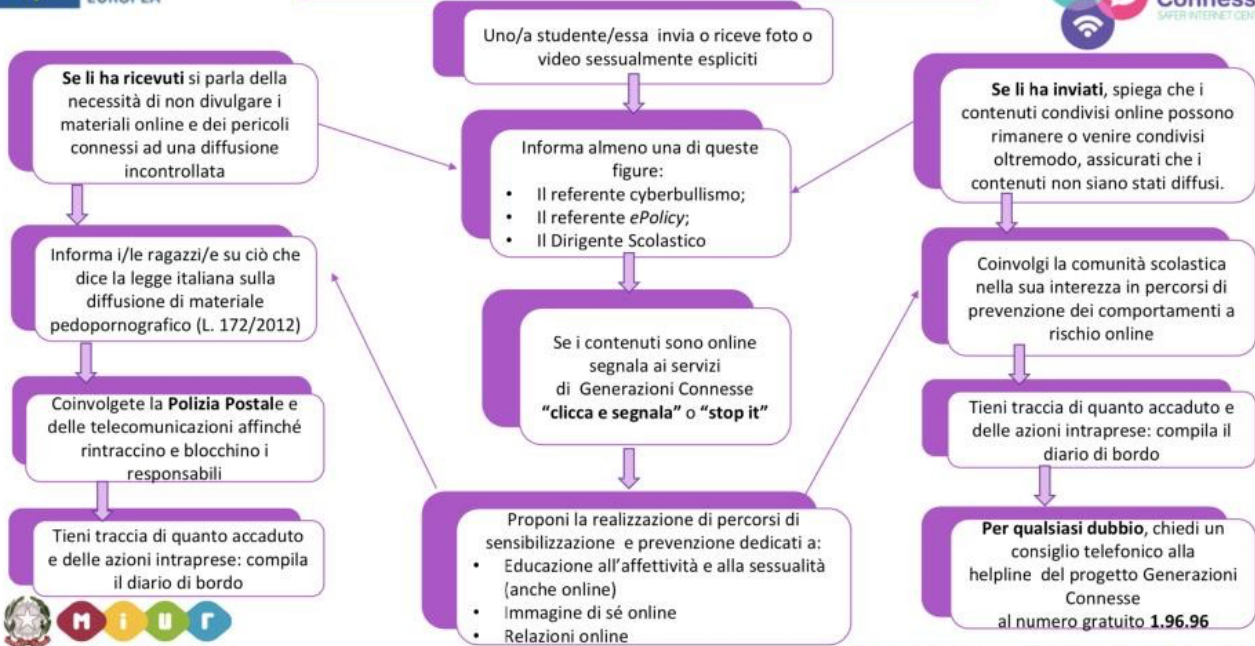 EUROPEA
Connesse
SAFER INTERNET CEN
Uno/a studente/essa invia o riceve foto o
video sessualmente espliciti
Se li ha ricevuti si parla della
necessità di non divulgare i
materiali online e dei pericoli
connessi ad una diffusione
incontrollata
Informa i/le ragazzi/e su ciò che
dice la legge italiana sulla
diffusione di materiale
pedopornografico (L. 172/2012)
Coinvolgete la Polizia Postale e
delle telecomunicazioni affinché
rintraccino e blocchino i
responsabili
Tieni traccia di quanto accaduto
e delle azioni intraprese: compila
il diario di bordo
Informa almeno una di queste
figure:
• Il referente cyberbullismo;
• Il referente ePolicy;
• Il Dirigente Scolastico
Se i contenuti sono online
segnala ai servizi
di Generazioni Connesse
“clicca e segnala” o “stop it”
Proponi la realizzazione di percorsi di
sensibilizzazione e prevenzione dedicati a:
• Educazione all’affettività e alla sessualità
(anche online)
• Immagine di sé online
• Relazioni online
Se li ha inviati, spiega che i
contenuti condivisi online possono
rimanere o venire condivisi
oltremodo, assicurati che i
contenuti non siano stati diffusi.
Coinvolgi la comunità scolastica
nella sua interezza in percorsi di
prevenzione dei comportamenti a
rischio online
Tieni traccia di quanto accaduto e
delle azioni intraprese: compila il
diario di bordo
Per qualsiasi dubbio, chiedi un
consiglio telefonico alla
helpline del progetto Generazioni
Connesse
al numero gratuito 1.96.96
miur